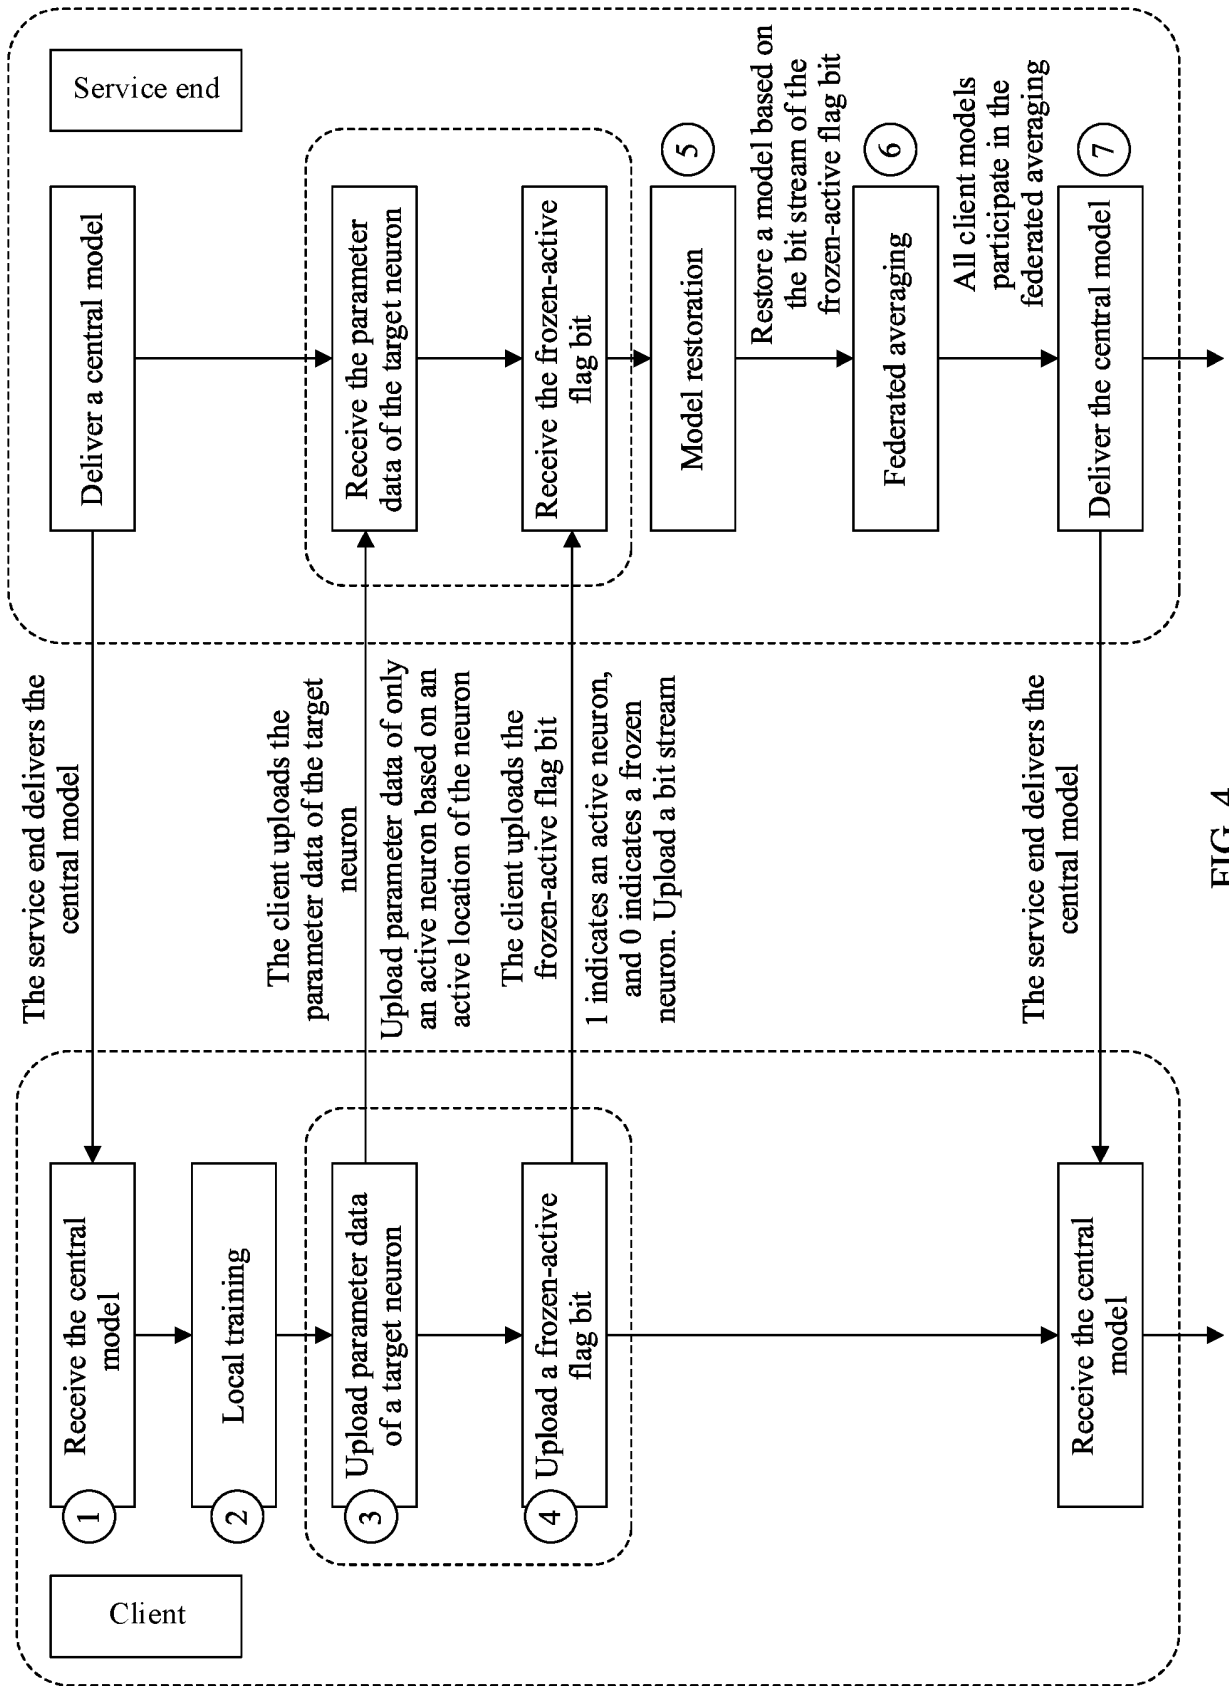 Client
Service end
1
Receive the central
model
The service end delivers the
central model
Deliver a central model
2
Local training
3
Upload parameter data
of a target neuron
The client uploads the
parameter data of the target
neuron
Upload parameter data of only
an active neuron based on an
active location of the neuron
Receive the parameter
data of the target neuron
4
Upload a frozen-active
flag bit
The client uploads the
frozen-active flag bit
1 indicates an active neuron,
and 0 indicates a frozen
neuron. Upload a bit stream
Receive the frozen-active
flag bit
Model restoration
5
Restore a model based on
the bit stream of the
frozen-active flag bit
Federated averaging
6
All client models
participate in the
federated averaging
Receive the central
model
The service end delivers the
central model
Deliver the central model
7
FIG. 4